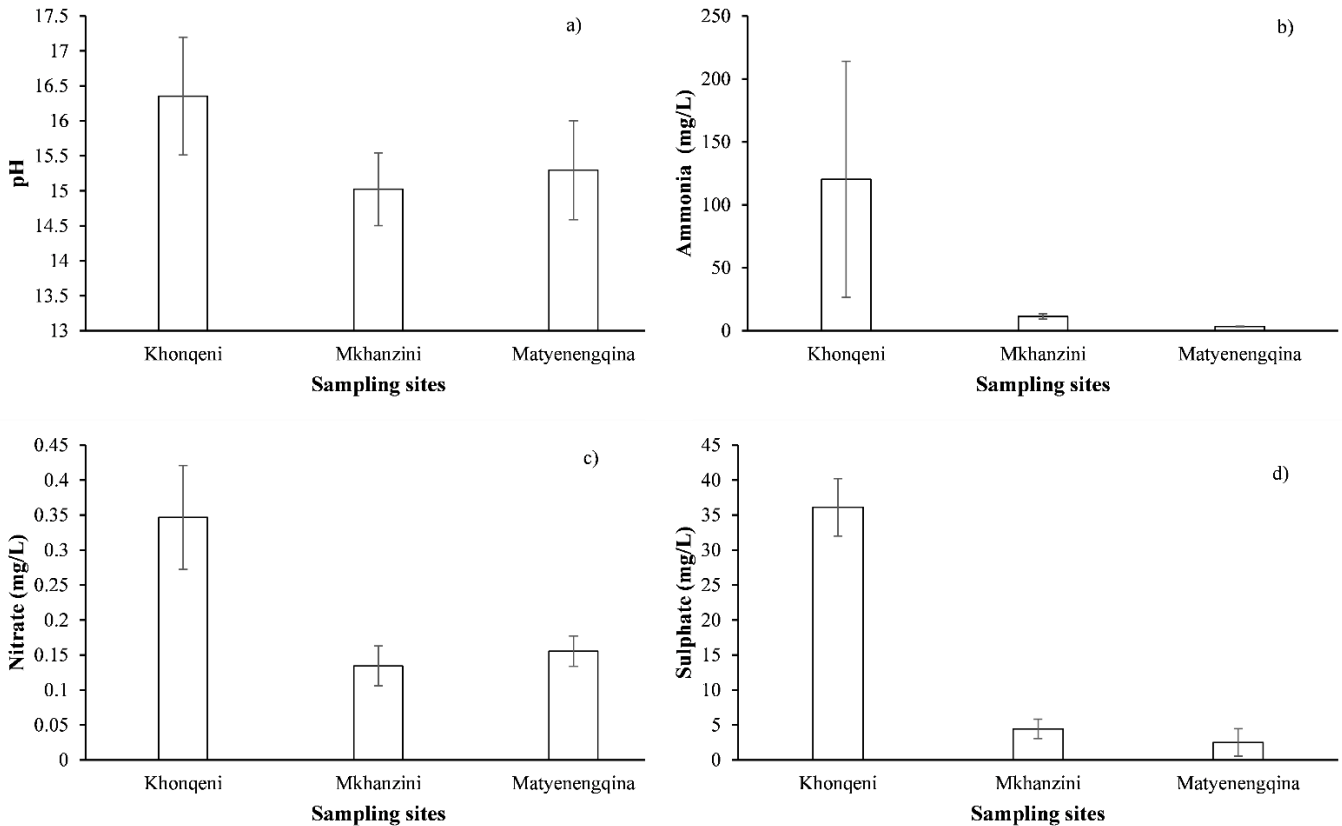 a)
17.5
17
16.5
16
15.5
15
14.5
14
13.5
13
pH
Khonqeni Mkhanzini Matyenengqina
Sampling sites
b)
250
200
150
100
50
0
Ammonia (mg/L)
Khonqeni Mkhanzini Matyenengqina
Sampling sites
c)
0.45
0.4
0.35
0.3
0.25
0.2
0.15
0.1
0.05
0
Nitrate (mg/L)
Khonqeni Mkhanzini Matyenengqina
Sampling sites
d)
45
40
35
30
25
20
15
10
5
0
Sulphate (mg/L)
Khonqeni Mkhanzini Matyenengqina
Sampling sites